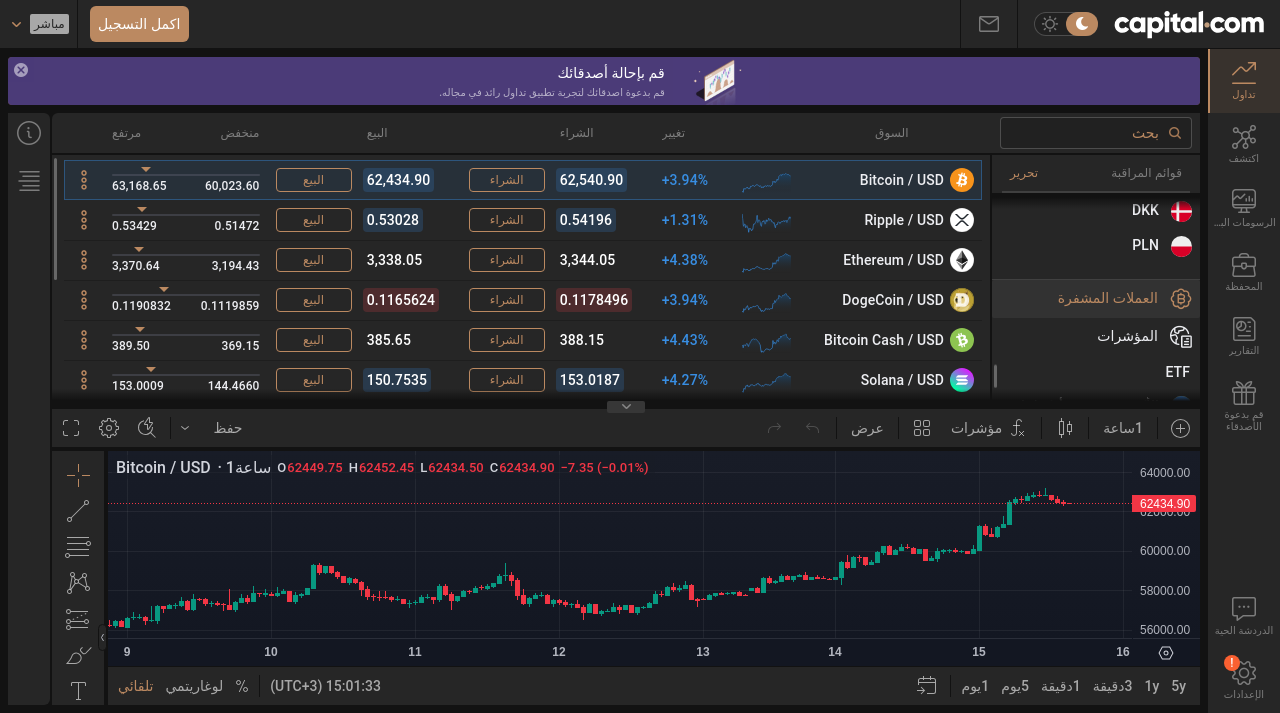 capital.com
اكمل التسجيل
مباشر
قم بإحالة أصدقائك
قم بدعوة اصدقائك لتجربة تطبيق تداول رائد في مجاله.
تداول
اكتشف
الرسومات البـ...
المحفظة
التقارير
قم بدعوة
الأصدقاء
الدردشة الحية
!
الإعدادات
بحث
قوائم المراقبة تحرير
DKK
PLN
العملات المشفرة
المؤشرات
ETF
السوق تغيير الشراء البيع منخفض مرتفع
Bitcoin / USD +3.94% 62,540.90 الشراء 62,434.90 البيع 60,023.60 63,168.65
Ripple / USD +1.31% 0.54196 الشراء 0.53028 البيع 0.51472 0.53429
Ethereum / USD +4.38% 3,344.05 الشراء 3,338.05 البيع 3,194.43 3,370.64
DogeCoin / USD +3.94% 0.1178496 الشراء 0.1165624 البيع 0.1119859 0.1190832
Bitcoin Cash / USD +4.43% 388.15 الشراء 385.65 البيع 369.15 389.50
Solana / USD +4.27% 153.0187 الشراء 150.7535 البيع 144.4660 153.0009
1ساعة مؤشرات عرض حفظ
Bitcoin / USD · 1ساعة O62449.75 H62452.45 L62434.50 C62434.90 −7.35 (−0.01%)
64000.00
62434.90
62000.00
60000.00
58000.00
56000.00
9 10 11 12 13 14 15 16
5y 1y 3دقيقة 1دقيقة 5يوم 1يوم 15:01:33 (UTC+3) % لوغاريتمي تلقائي